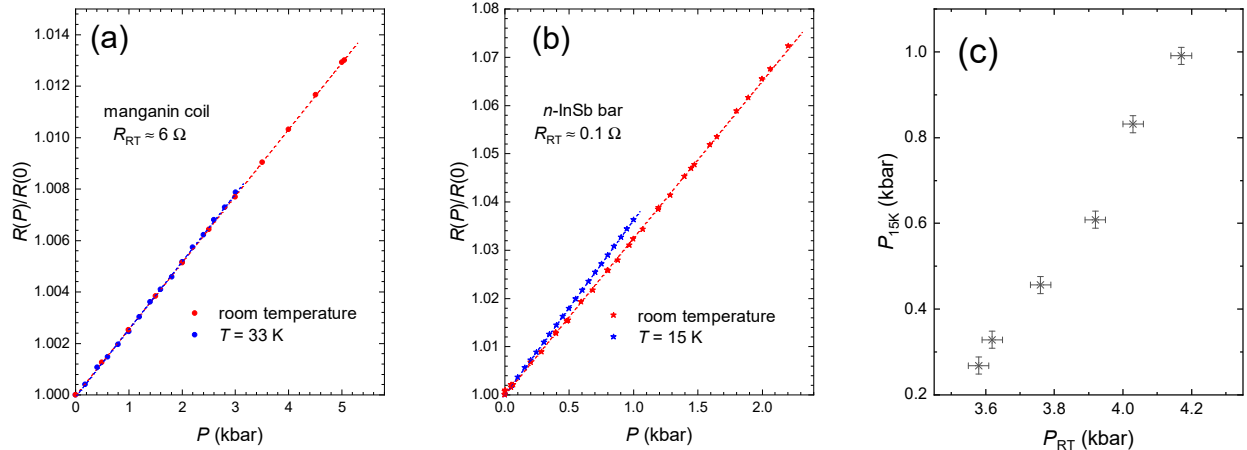 (a)
manganin coil
R_RT ≈ 6 Ω
room temperature
T = 33 K
R(P)/R(0)
1.014
1.012
1.010
1.008
1.006
1.004
1.002
1.000
0 1 2 3 4 5
P (kbar)
(b)
n-InSb bar
R_RT ≈ 0.1 Ω
room temperature
T = 15 K
R(P)/R(0)
1.08
1.07
1.06
1.05
1.04
1.03
1.02
1.01
1.00
0.0 0.5 1.0 1.5 2.0
P (kbar)
(c)
P_15K (kbar)
1.0
0.8
0.6
0.4
0.2
3.6 3.8 4.0 4.2
P_RT (kbar)